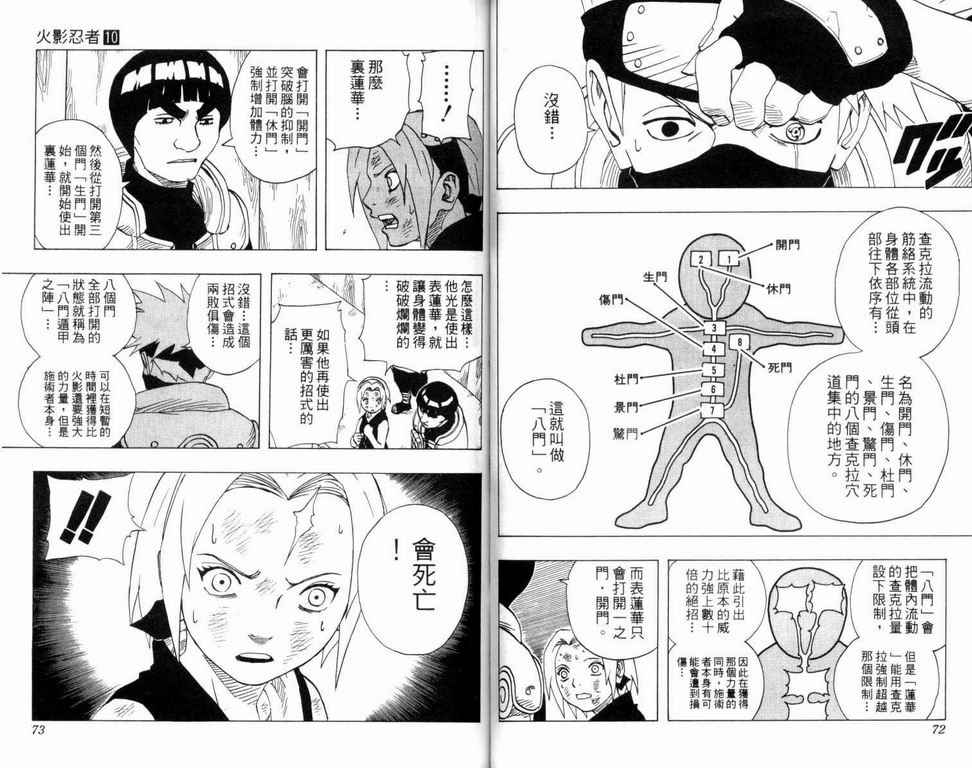 沒錯…
グル
查克拉流動的
筋絡系統中，在
身體各部位從頭
部往下依序有…
名為開門、休門、
生門、傷門、杜門
、景門、驚門、死
門的八個查克拉穴
道集中的地方。
開門
休門
生門
傷門
死門
杜門
景門
驚門
1
2
3
4
5
6
7
8
這就叫做
「八門」。
「八門」會
把體內流動
的查克拉量
設下限制，
但是「蓮華
」能用查克
拉強制超越
那個限制…
藉此引出
比原本的威
力強上數十
倍的絕招…
因此在獲得
那個力量的
同時，施術
者本身有可
能會遭到損
傷…
而表蓮華只
會打開一之
門．開門。
72
火影忍者10
……！
那麼
裏蓮華…
會打開「開門」
突破腦的抑制，
並打開「休門」
強制增加體力…
然後從打開第三
個門「生門」開
始，就開始使出
裏蓮華…
怎麼這樣…
他光是使出
表蓮華，就
讓身體變得
破破爛爛的
…
如果他再使出
更厲害的招式的
話…
沒錯…這個
招式會造成
兩敗俱傷…
八個門
全部打開的
狀態就稱為
「八門遁甲
之陣」…
可以在短暫的
時間裡獲得比
火影還要強大
的力量，但是
施術者本身…
會死亡
！
!!
73